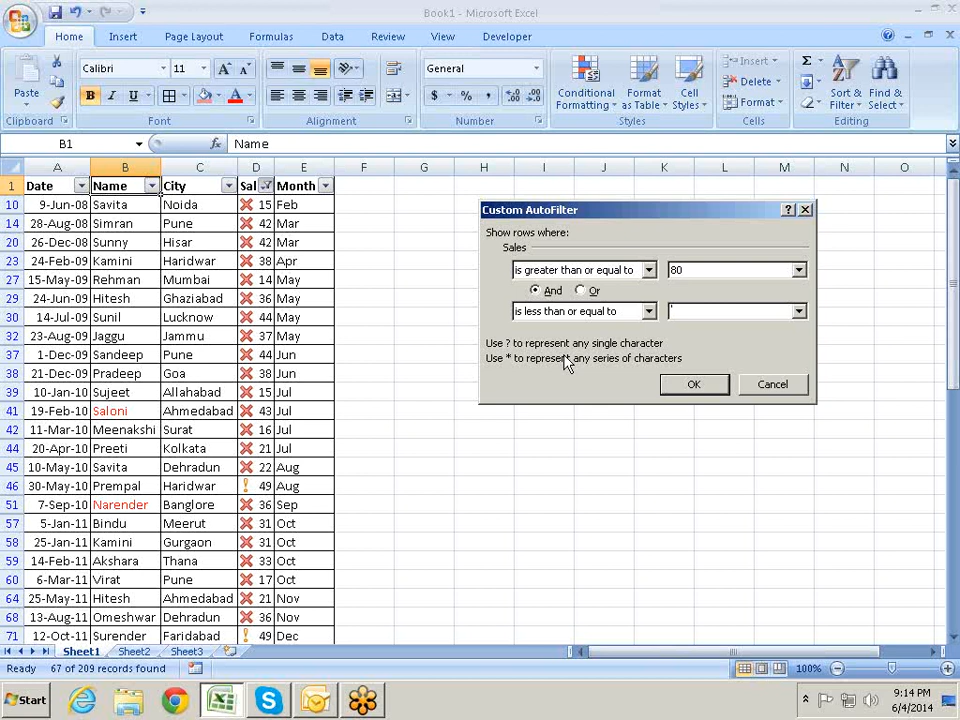 Book1 - Microsoft Excel
Home Insert Page Layout Formulas Data Review View Developer
Paste Calibri 11 General Conditional Formatting Format as Table Cell Styles Insert Delete Format Σ Sort & Filter Find & Select
B I U $ % ,
Clipboard Font Alignment Number Styles Cells Editing
B1 fx Name
A B C D E F G H I J K L M N O
1 Date Name City Sal Month
10 9-Jun-08 Savita Noida 15 Feb
14 28-Aug-08 Simran Pune 42 Mar
20 26-Dec-08 Sunny Hisar 42 Mar
23 24-Feb-09 Kamini Haridwar 38 Apr
27 15-May-09 Rehman Mumbai 14 May
29 24-Jun-09 Hitesh Ghaziabad 36 May
30 14-Jul-09 Sunil Lucknow 44 May
32 23-Aug-09 Jaggu Jammu 37 May
37 1-Dec-09 Sandeep Pune 44 Jun
38 21-Dec-09 Pradeep Goa 38 Jun
39 10-Jan-10 Sujeet Allahabad 15 Jul
41 19-Feb-10 Saloni Ahmedabad 43 Jul
42 11-Mar-10 Meenakshi Surat 16 Jul
44 20-Apr-10 Preeti Kolkata 21 Jul
45 10-May-10 Savita Dehradun 22 Aug
46 30-May-10 Prempal Haridwar 49 Aug
51 7-Sep-10 Narender Banglore 36 Sep
57 5-Jan-11 Bindu Meerut 31 Oct
58 25-Jan-11 Kamini Gurgaon 31 Oct
59 14-Feb-11 Akshara Thana 33 Oct
60 6-Mar-11 Virat Pune 17 Oct
64 25-May-11 Hitesh Ahmedabad 21 Nov
68 13-Aug-11 Omeshwar Dehradun 36 Nov
71 12-Oct-11 Surender Faridabad 49 Dec
Custom AutoFilter
Show rows where:
Sales
is greater than or equal to 80
And Or
is less than or equal to '
Use ? to represent any single character
Use * to represent any series of characters
OK Cancel
Sheet1 Sheet2 Sheet3
Ready 67 of 209 records found 100%
Start 9:14 PM
6/4/2014